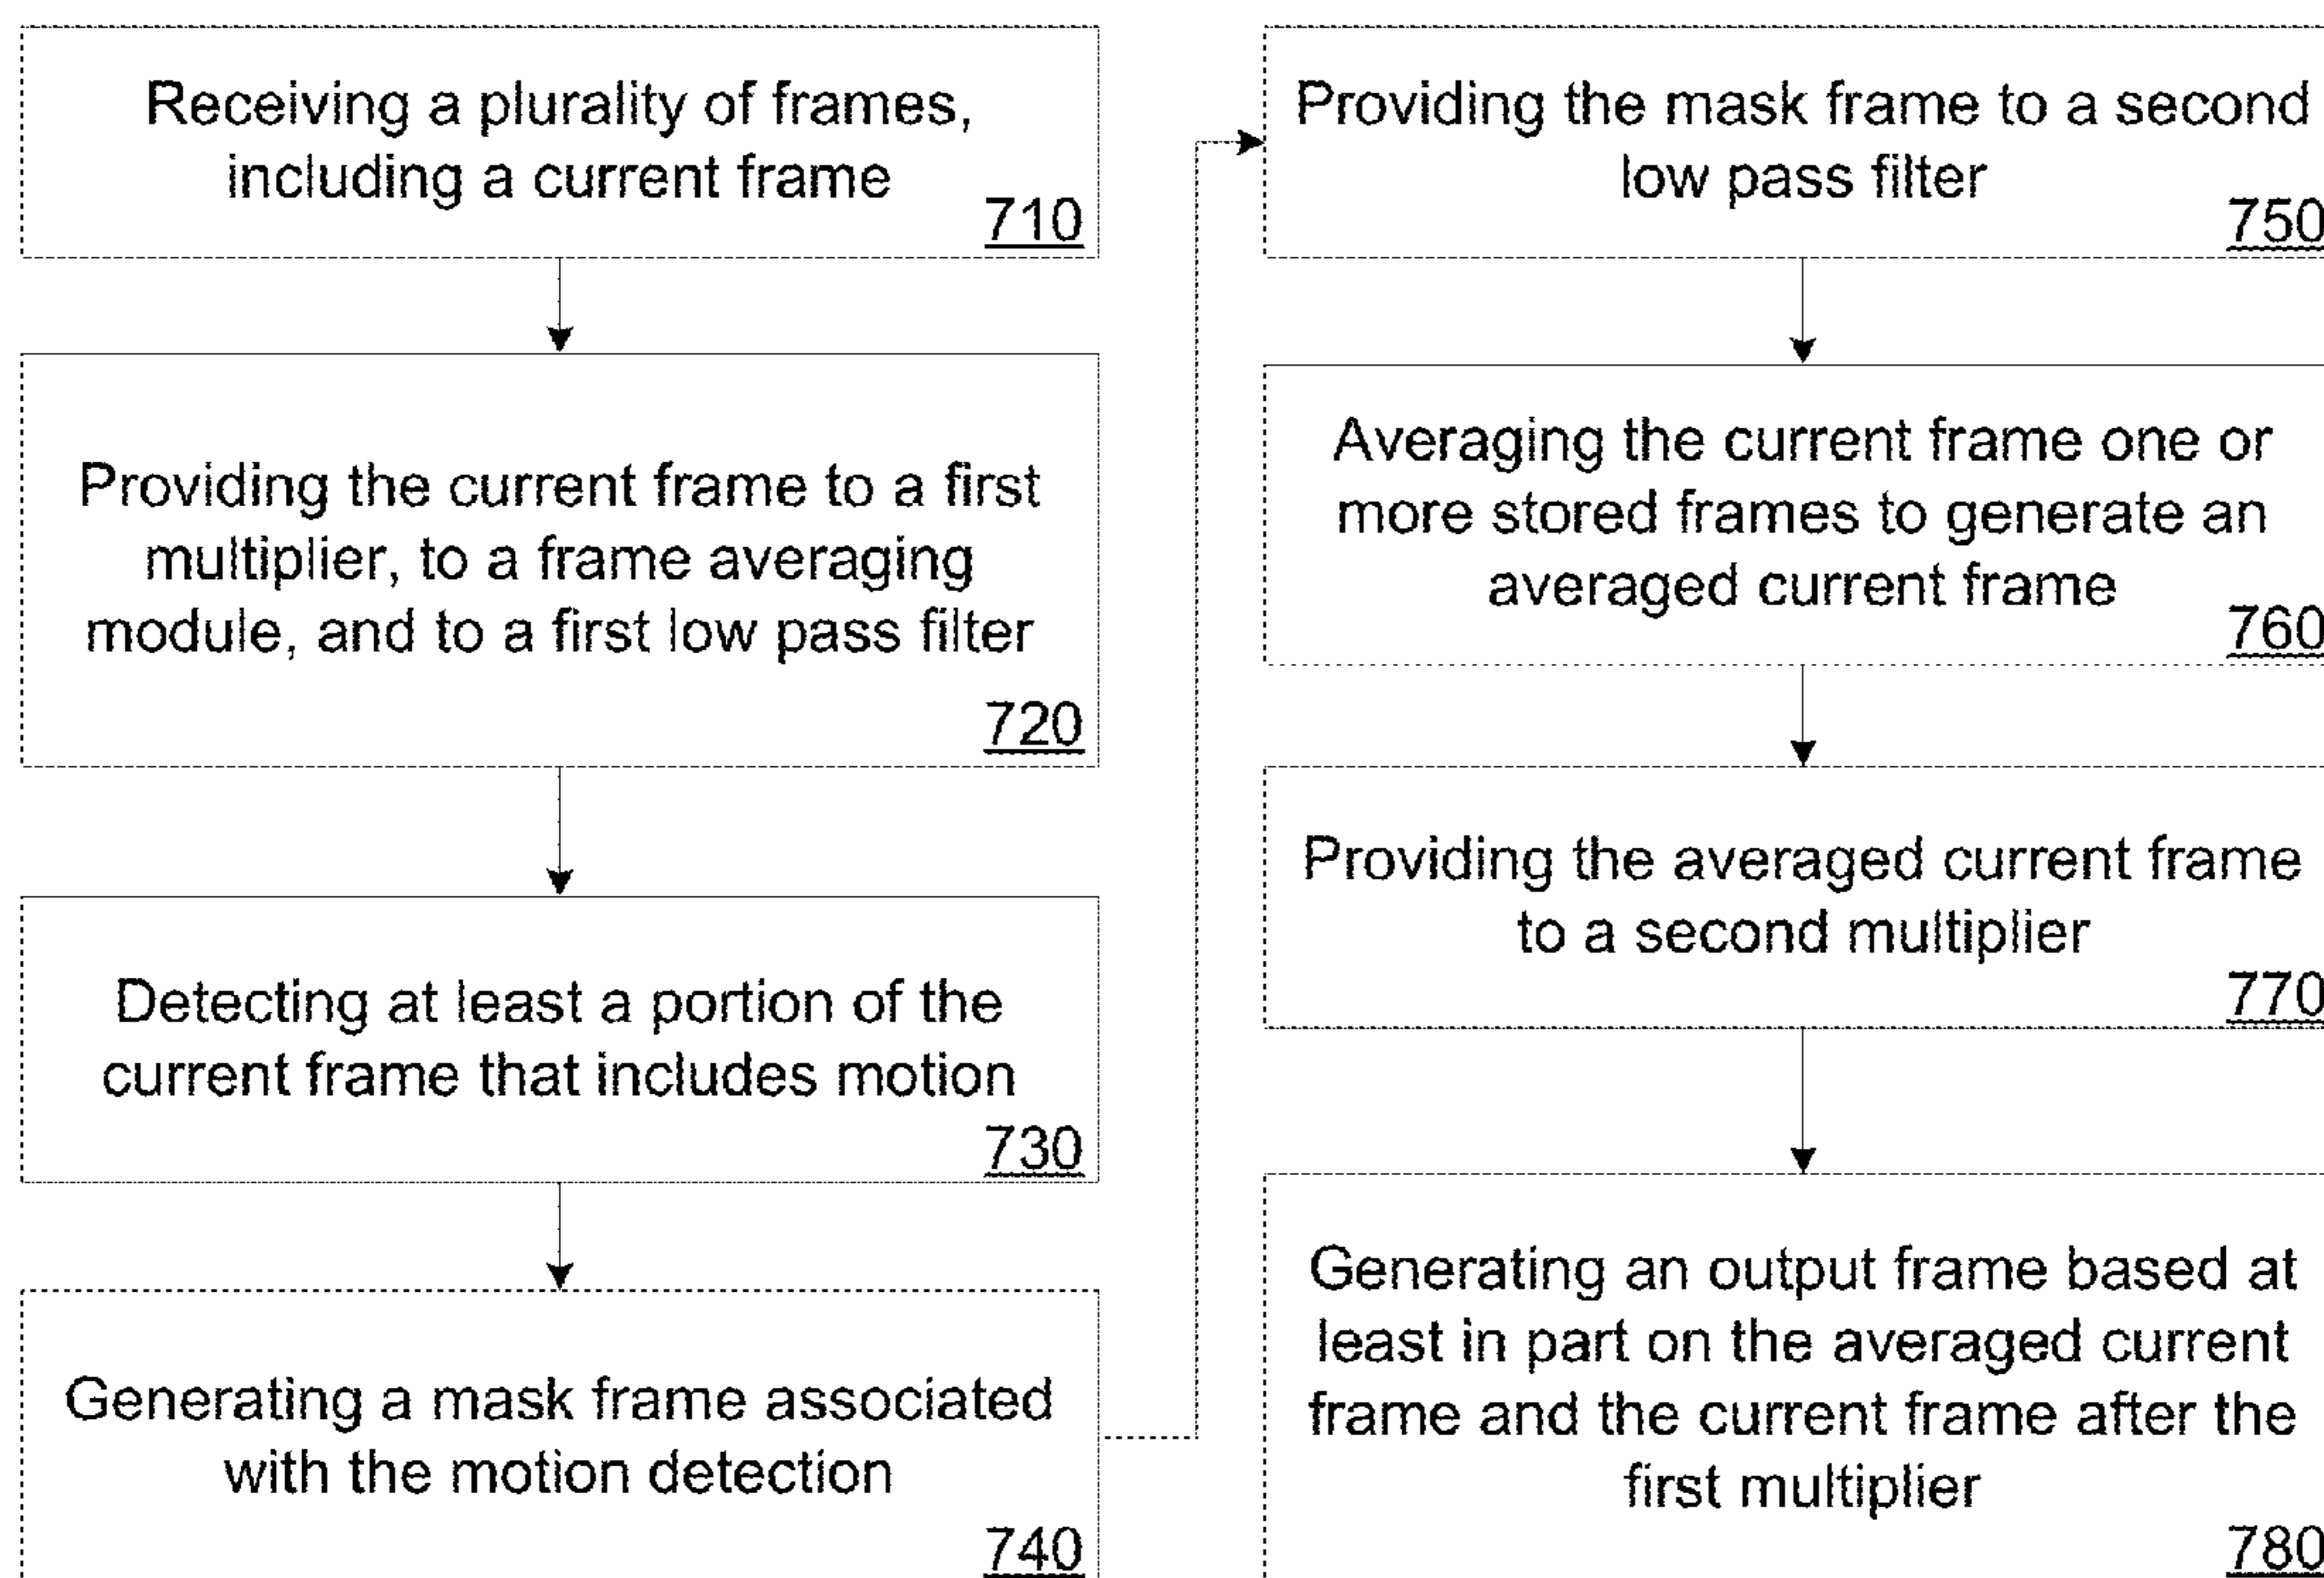 Receiving a plurality of frames,
including a current frame
710
Providing the current frame to a first
multiplier, to a frame averaging
module, and to a first low pass filter
720
Detecting at least a portion of the
current frame that includes motion
730
Generating a mask frame associated
with the motion detection
740
Providing the mask frame to a second
low pass filter
750
Averaging the current frame one or
more stored frames to generate an
averaged current frame
760
Providing the averaged current frame
to a second multiplier
770
Generating an output frame based at
least in part on the averaged current
frame and the current frame after the
first multiplier
780